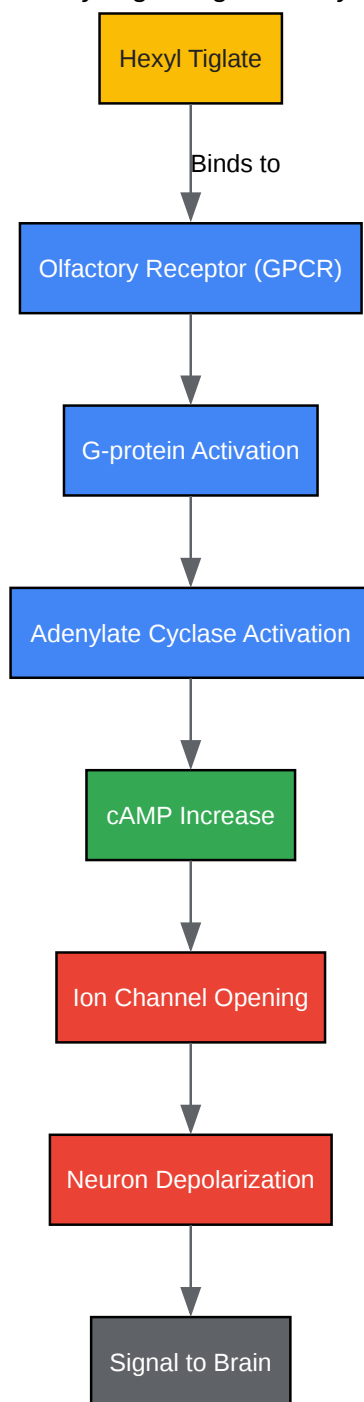 Hexyl Tiglate
Binds to
Olfactory Receptor (GPCR)
G-protein Activation
Adenylate Cyclase Activation
cAMP Increase
Ion Channel Opening
Neuron Depolarization
Signal to Brain